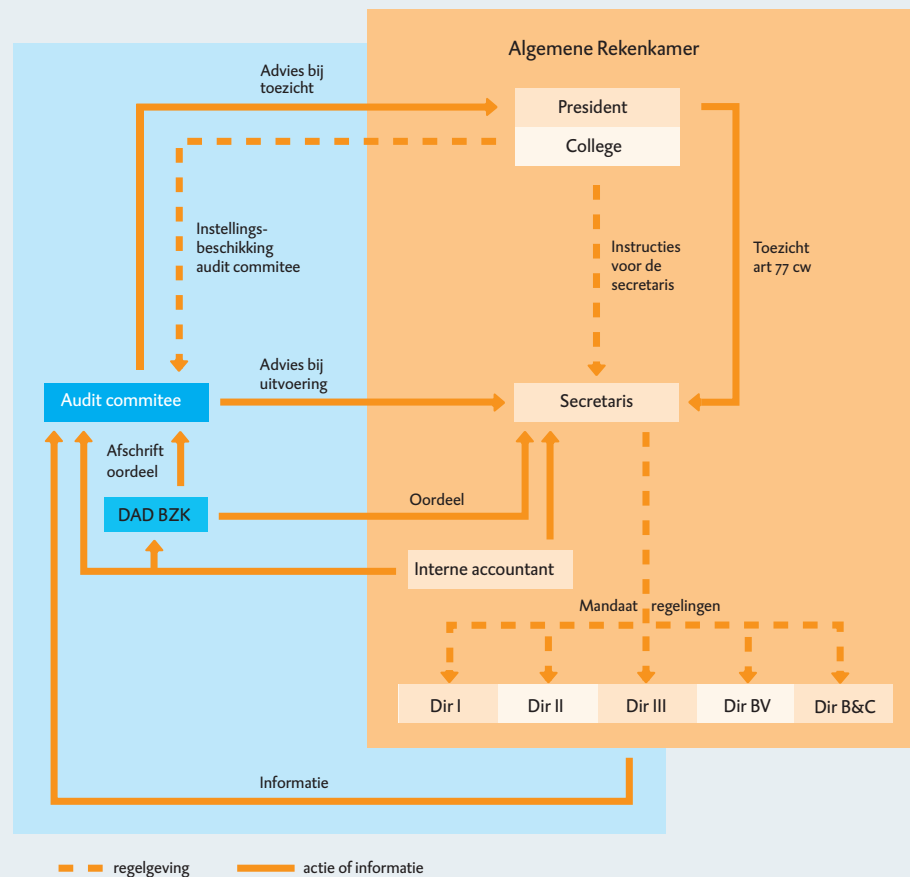 Algemene Rekenkamer
Advies bij
toezicht
President
College
Instellings-
beschikking
audit commitee
Instructies
voor de
secretaris
Toezicht
art 77 cw
Audit commitee
Advies bij
uitvoering
Secretaris
Afschrift
oordeel
DAD BZK
Oordeel
Interne accountant
Mandaat regelingen
Dir I
Dir II
Dir III
Dir BV
Dir B&C
Informatie
regelgeving
actie of informatie